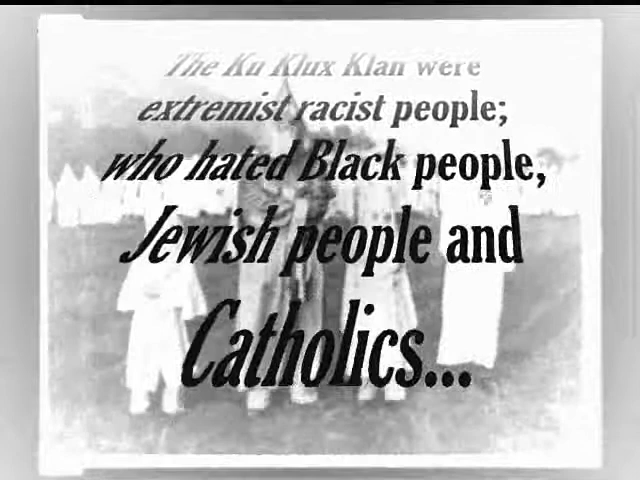 The Ku Klux Klan were
extremist racist people;
who hated Black people,
Jewish people and
Catholics...